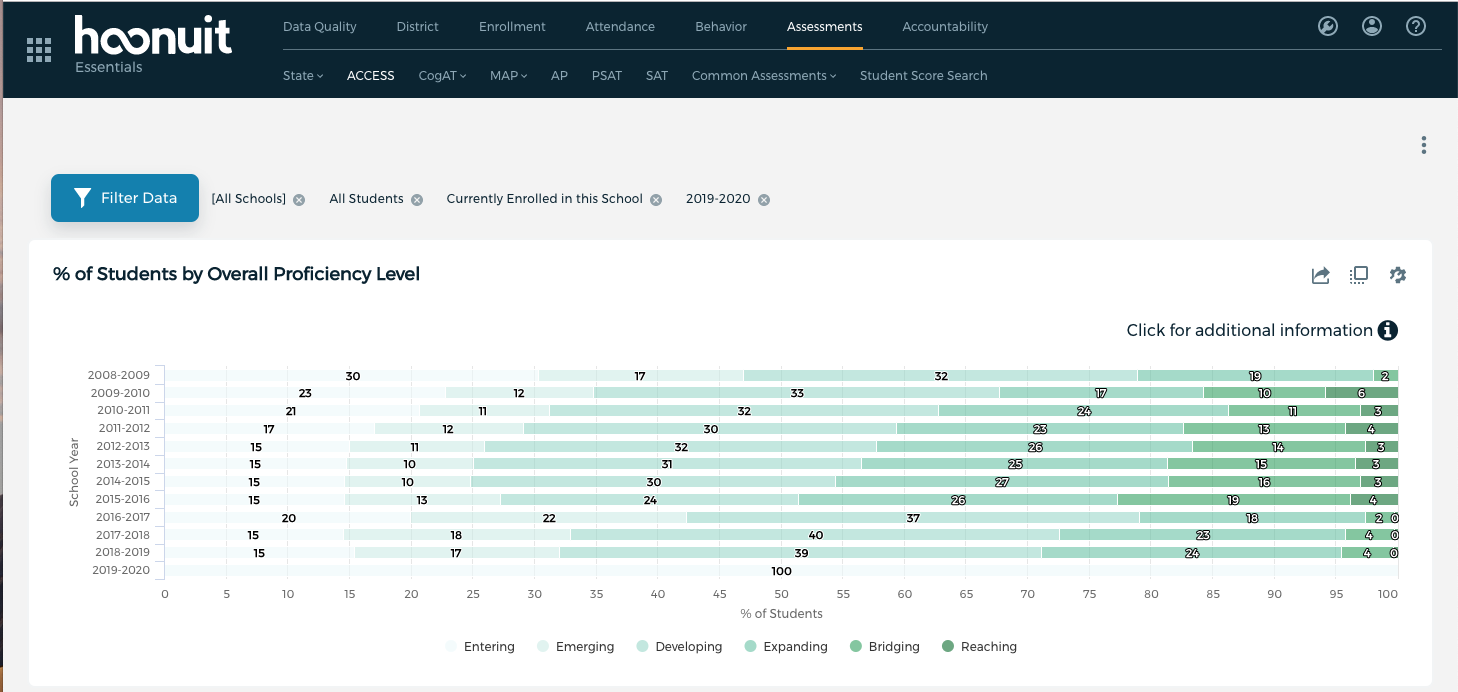 hoonuit
Essentials
Data Quality District Enrollment Attendance Behavior Assessments Accountability
State ACCESS CogAT MAP AP PSAT SAT Common Assessments Student Score Search
Filter Data [All Schools] All Students Currently Enrolled in this School 2019-2020
% of Students by Overall Proficiency Level
Click for additional information
School Year
2008-2009 30 17 32 19 2
2009-2010 23 12 33 17 10 6
2010-2011 21 11 32 24 11 3
2011-2012 17 12 30 23 13 4
2012-2013 15 11 32 26 14 3
2013-2014 15 10 31 25 15 3
2014-2015 15 10 30 27 16 3
2015-2016 15 13 24 26 19 4
2016-2017 20 22 37 18 2 0
2017-2018 15 18 40 23 4 0
2018-2019 15 17 39 24 4 0
2019-2020 100
0 5 10 15 20 25 30 35 40 45 50 55 60 65 70 75 80 85 90 95 100
% of Students
Entering Emerging Developing Expanding Bridging Reaching